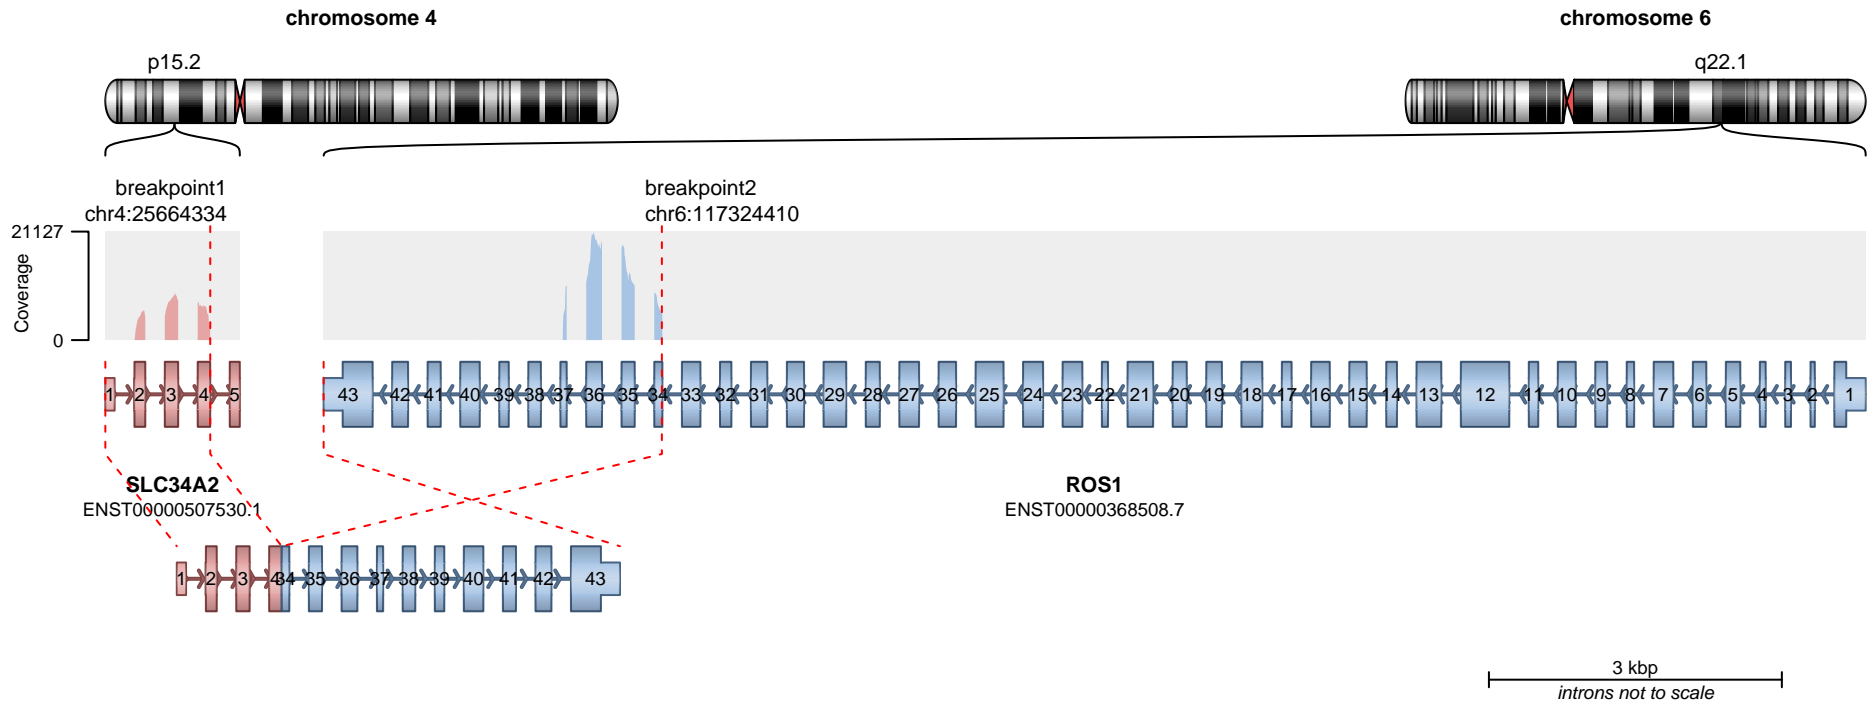 chromosome 4
chromosome 6
p15.2
q22.1
breakpoint1
chr4:25664334
breakpoint2
chr6:117324410
21127
Coverage
0
1 2 3 4 5
43 42 41 40 39 38 37 36 35 34 33 32 31 30 29 28 27 26 25 24 23 22 21 20 19 18 17 16 15 14 13 12 11 10 9 8 7 6 5 4 3 2 1
SLC34A2
ENST00000507530.1
ROS1
ENST00000368508.7
1 2 3 4 34 35 36 37 38 39 40 41 42 43
3 kbp
introns not to scale